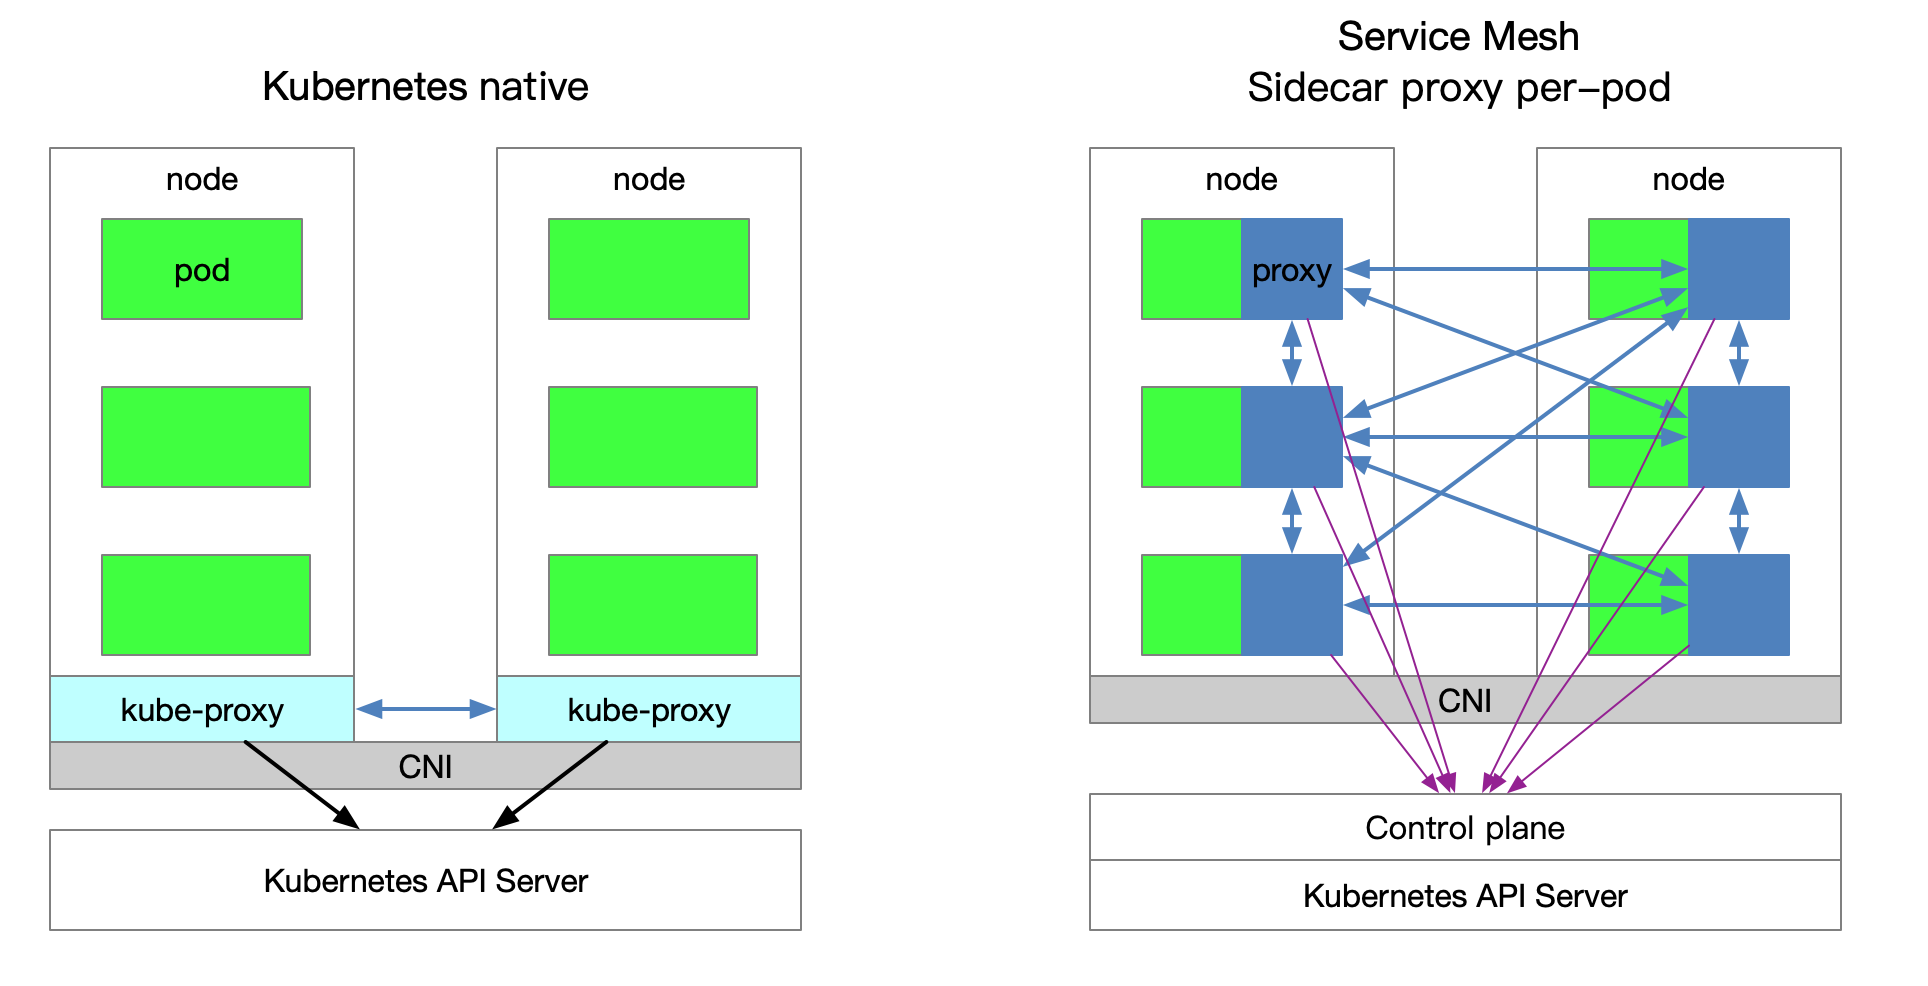 Kubernetes native
node
node
pod
kube-proxy
kube-proxy
CNI
Kubernetes API Server
Service Mesh
Sidecar proxy per-pod
node
node
proxy
CNI
Control plane
Kubernetes API Server